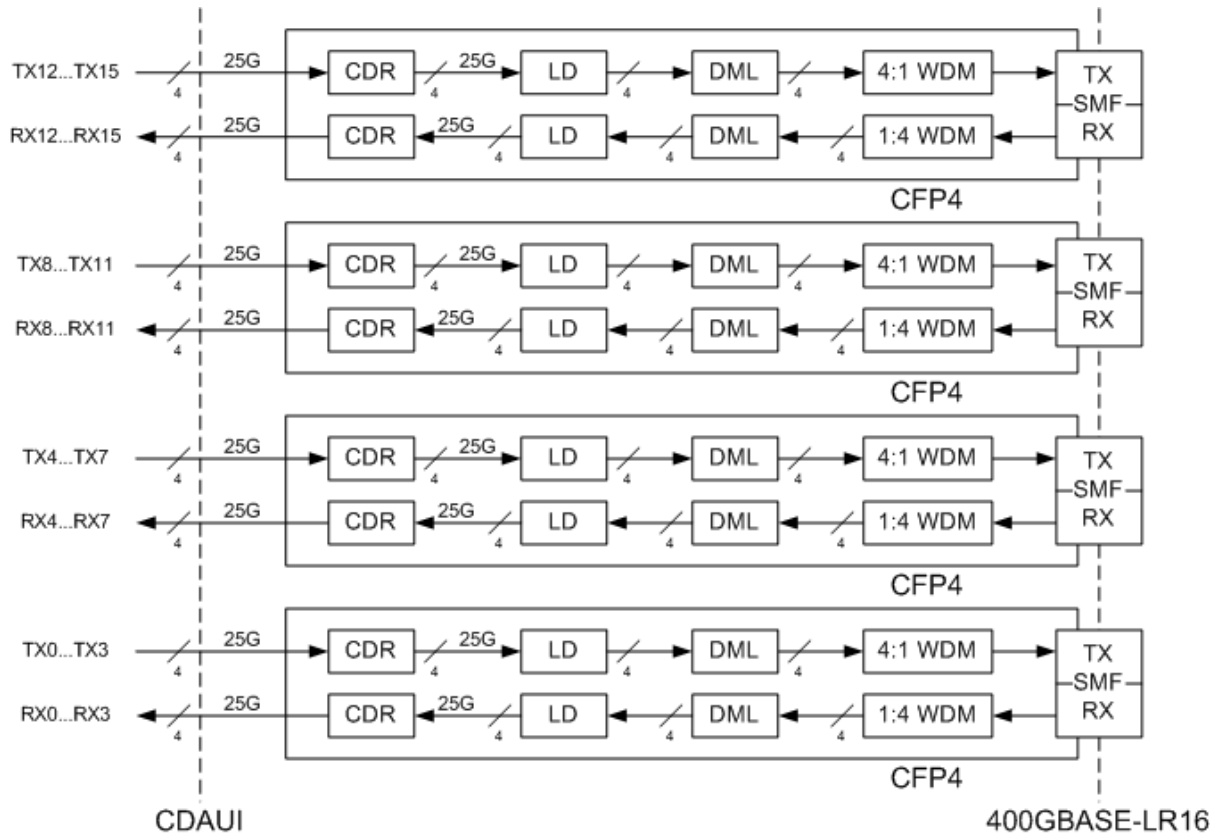 TX12...TX15 4 25G CDR 4 25G LD 4 DML 4 4:1 WDM TX
SMF
RX12...RX15 4 25G CDR 25G 4 LD 4 DML 4 1:4 WDM RX
CFP4
TX8...TX11 4 25G CDR 4 25G LD 4 DML 4 4:1 WDM TX
SMF
RX8...RX11 4 25G CDR 25G 4 LD 4 DML 4 1:4 WDM RX
CFP4
TX4...TX7 4 25G CDR 4 25G LD 4 DML 4 4:1 WDM TX
SMF
RX4...RX7 4 25G CDR 25G 4 LD 4 DML 4 1:4 WDM RX
CFP4
TX0...TX3 4 25G CDR 4 25G LD 4 DML 4 4:1 WDM TX
SMF
RX0...RX3 4 25G CDR 25G 4 LD 4 DML 4 1:4 WDM RX
CFP4
CDAUI 400GBASE-LR16